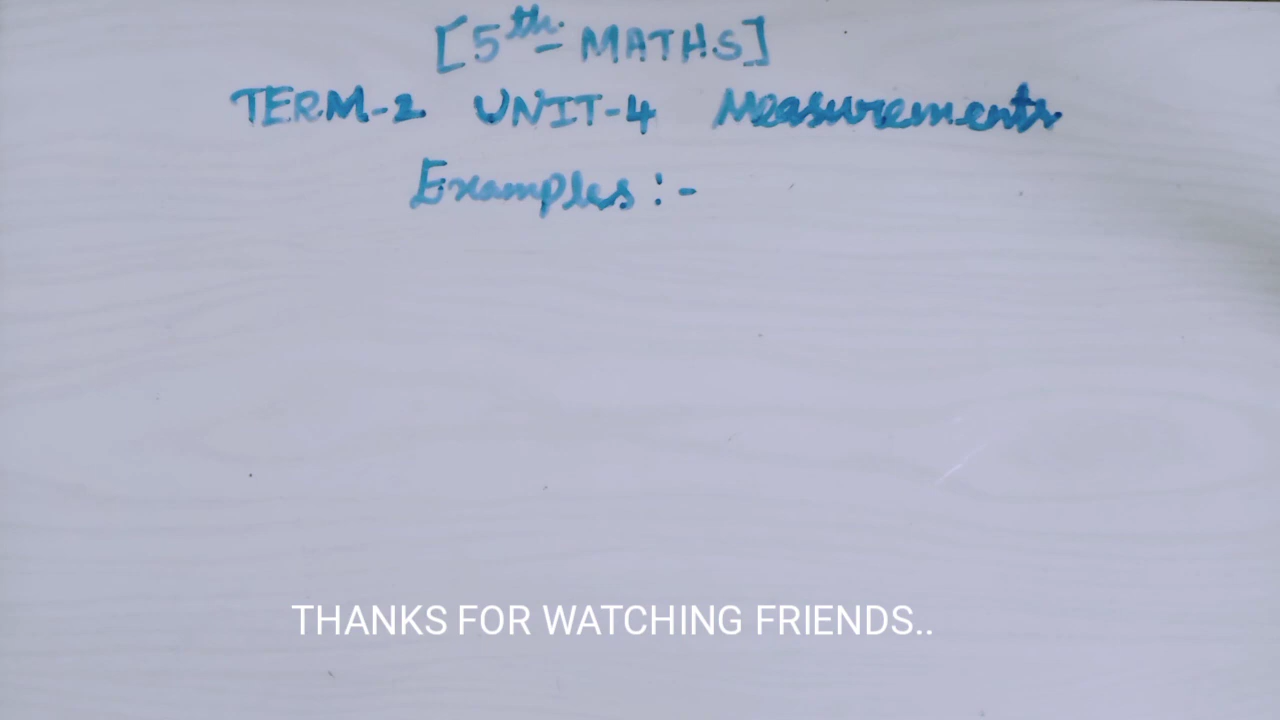 [5th MATHS]
TERM-2 UNIT-4 Measurements
Examples:-
THANKS FOR WATCHING FRIENDS..